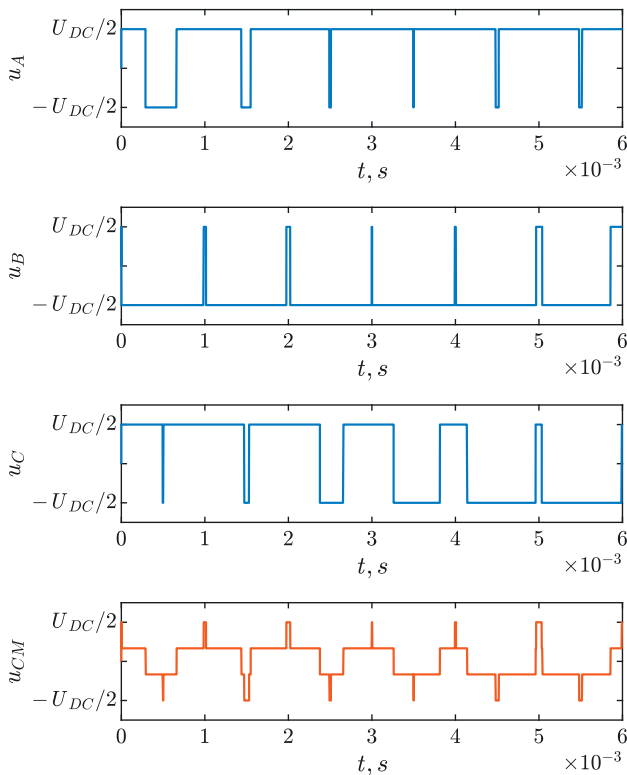 U_DC/2
u_A
−U_DC/2
0 1 2 3 4 5 6
t, s ×10⁻³
U_DC/2
u_B
−U_DC/2
0 1 2 3 4 5 6
t, s ×10⁻³
U_DC/2
u_C
−U_DC/2
0 1 2 3 4 5 6
t, s ×10⁻³
U_DC/2
u_CM
−U_DC/2
0 1 2 3 4 5 6
t, s ×10⁻³